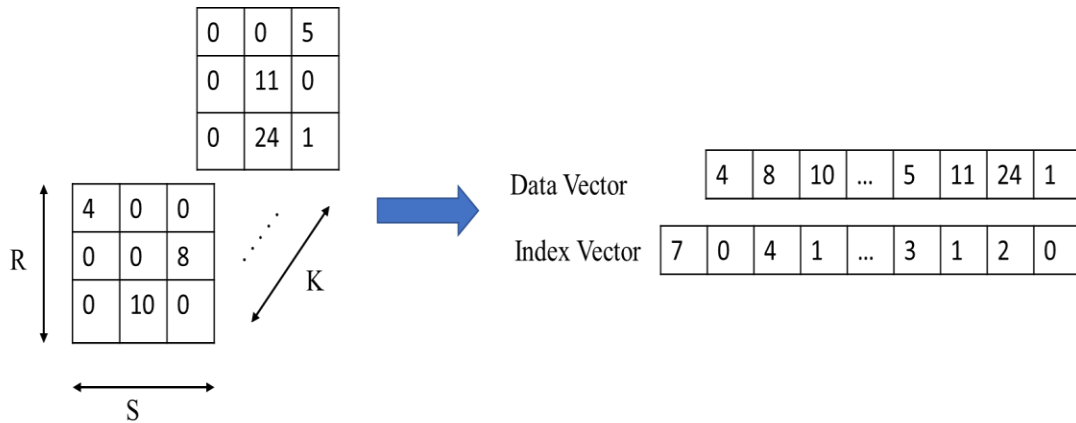 0 0 5
0 11 0
0 24 1
4 0 0
0 0 8
0 10 0
R
S
K
Data Vector 4 8 10 ... 5 11 24 1
Index Vector 7 0 4 1 ... 3 1 2 0